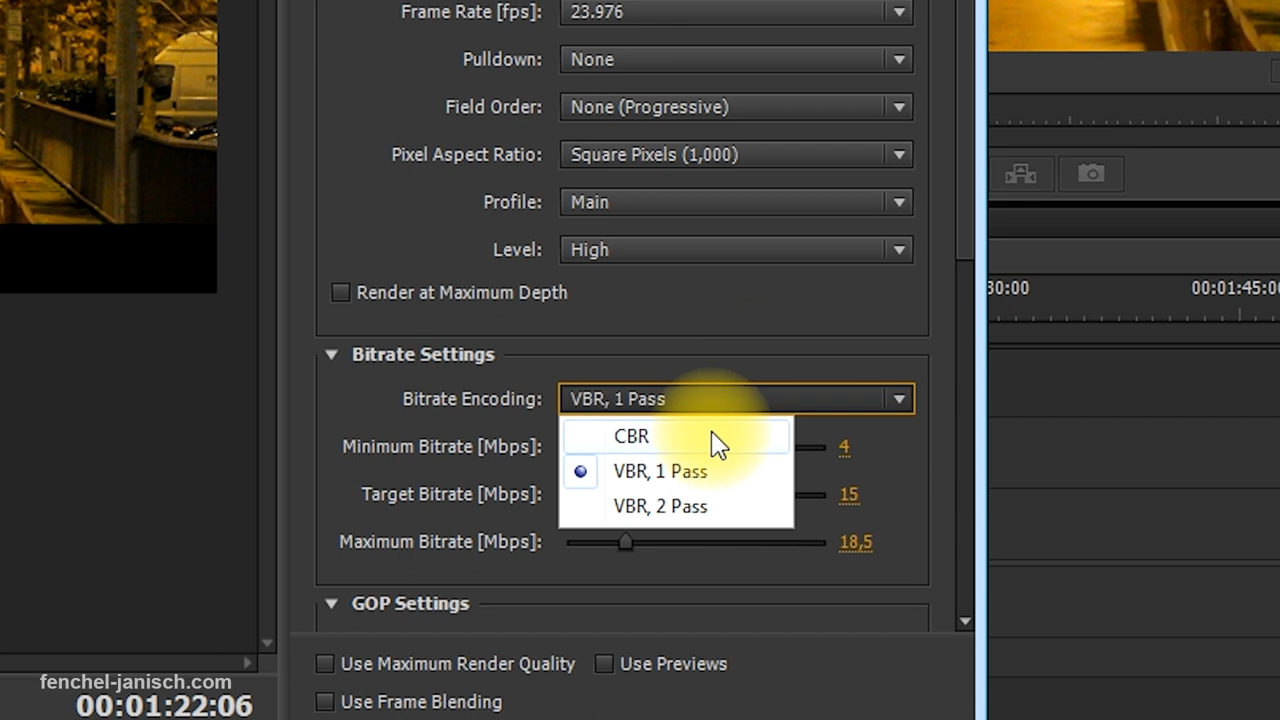 Frame Rate [fps]: 23.976
Pulldown: None
Field Order: None (Progressive)
Pixel Aspect Ratio: Square Pixels (1,000)
Profile: Main
Level: High
30:00 00:01:45:00
Render at Maximum Depth
Bitrate Settings
Bitrate Encoding: VBR, 1 Pass
CBR
Minimum Bitrate [Mbps]: 4
VBR, 1 Pass
Target Bitrate [Mbps]: 15
VBR, 2 Pass
Maximum Bitrate [Mbps]: 18,5
GOP Settings
Use Maximum Render Quality Use Previews
Use Frame Blending
fenchel-janisch.com
00:01:22:06